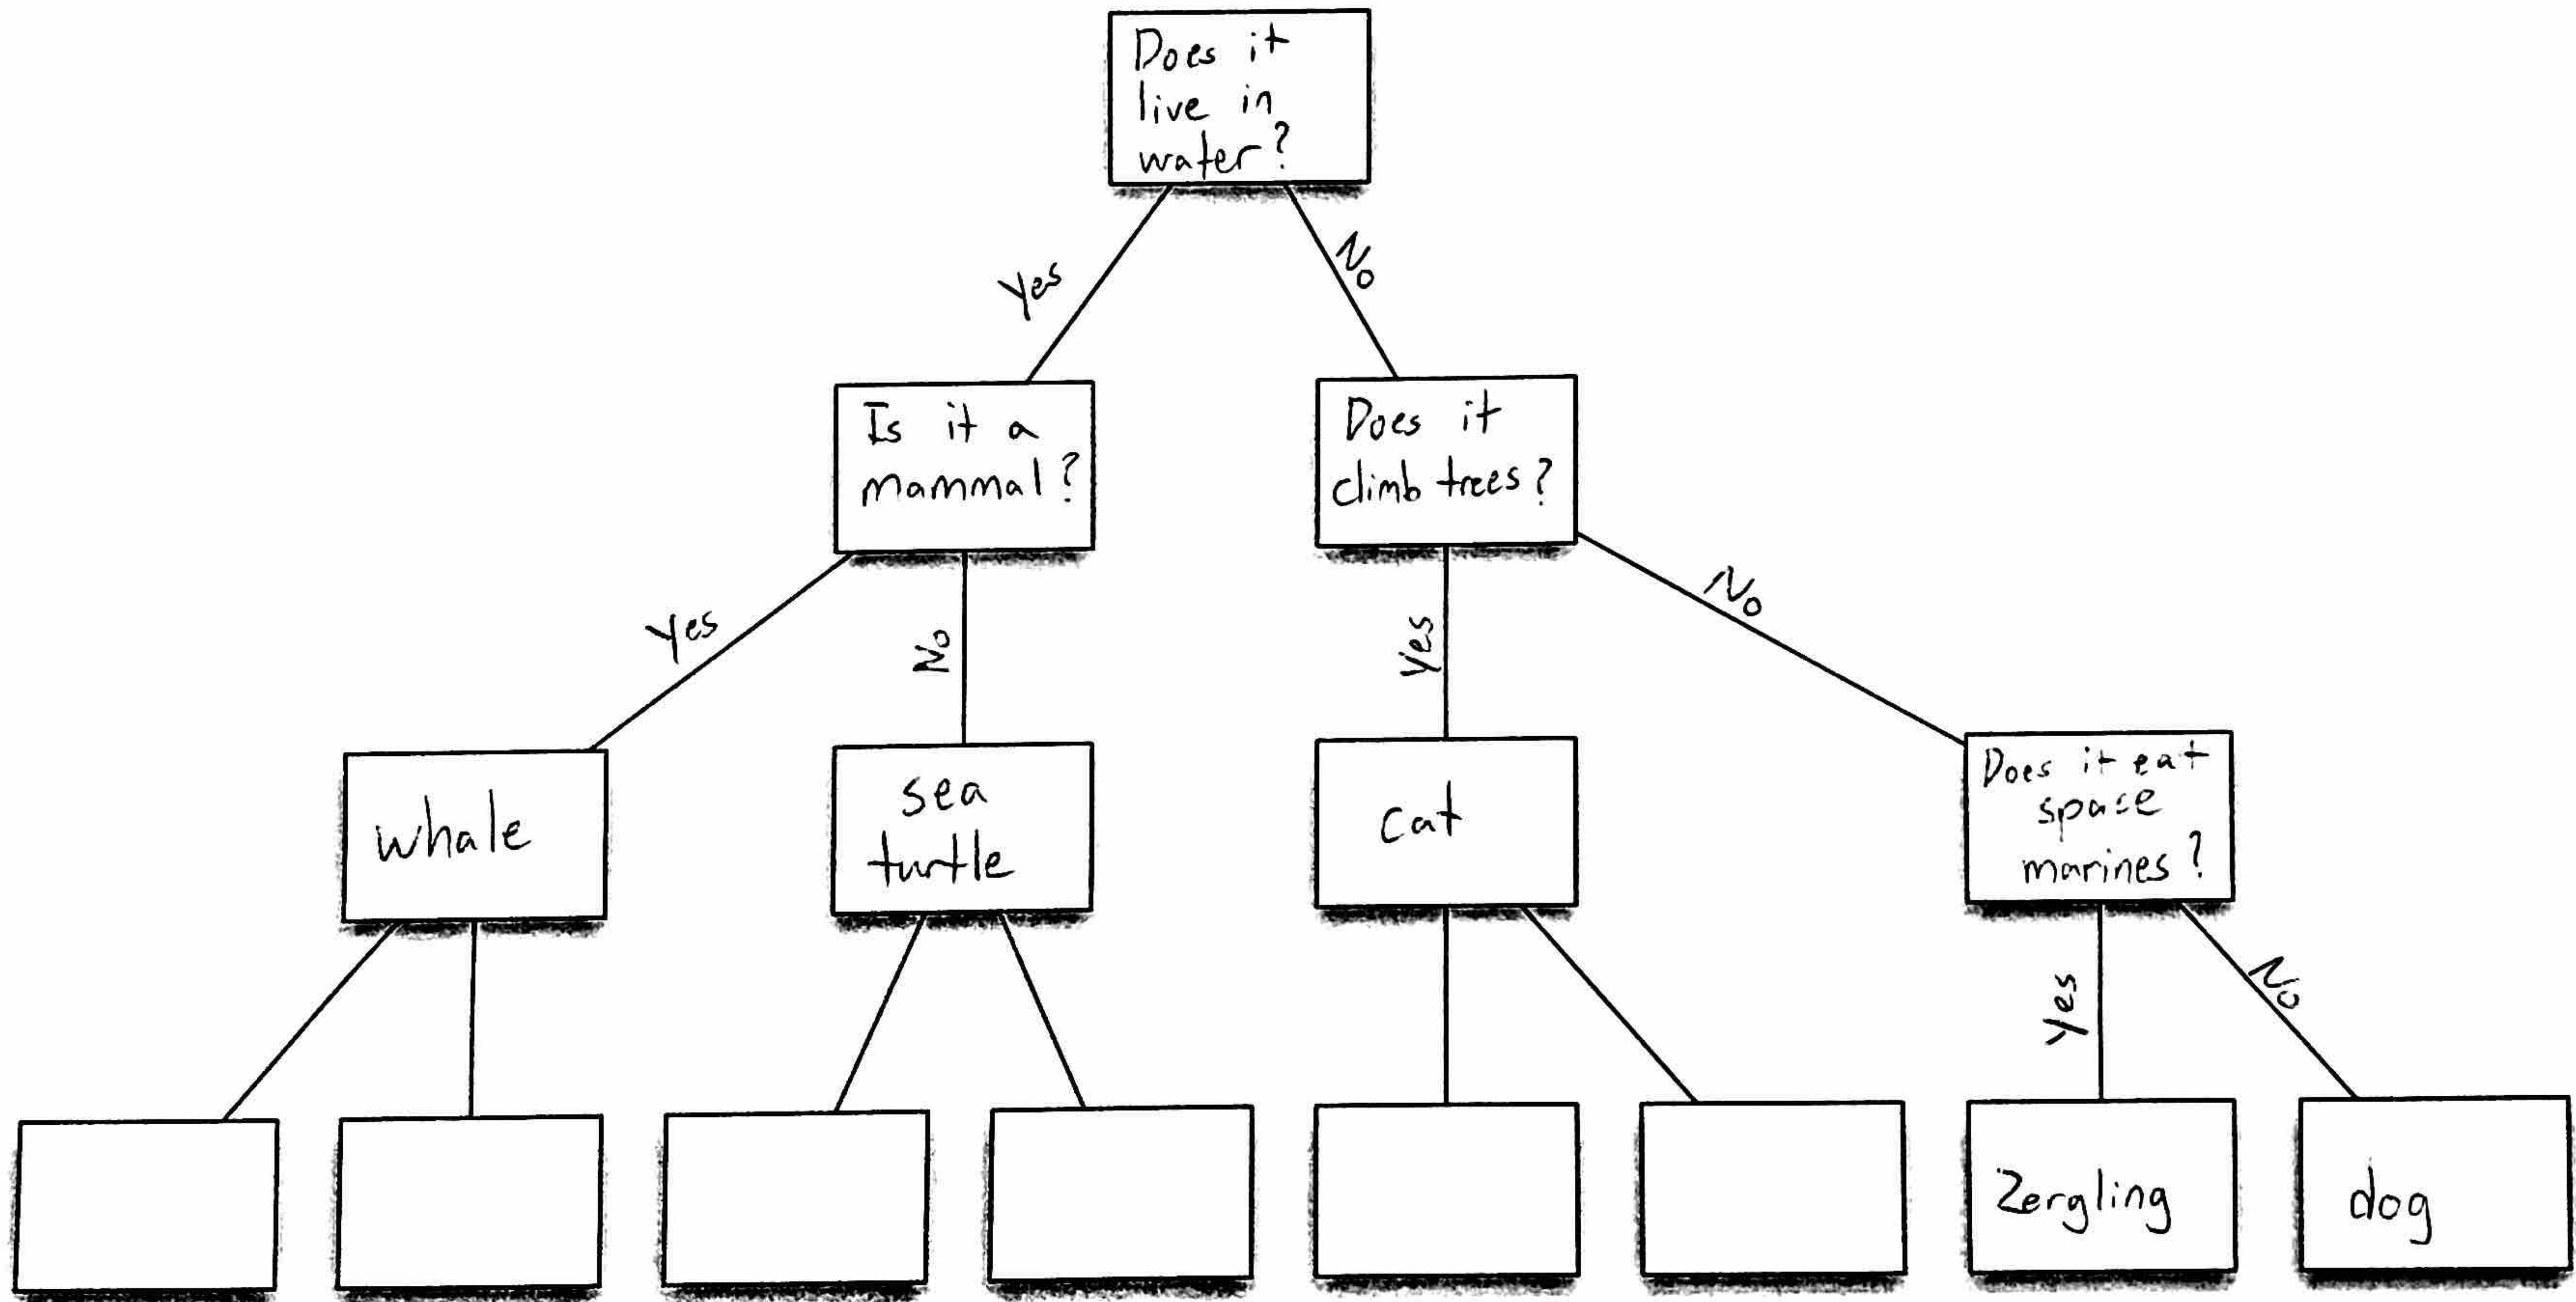 Does it
live in
water?
Yes
No
Is it a
mammal?
Does it
climb trees?
Yes
No
Yes
No
whale
sea
turtle
cat
Does it eat
space
marines?
Yes
No
Zergling
dog